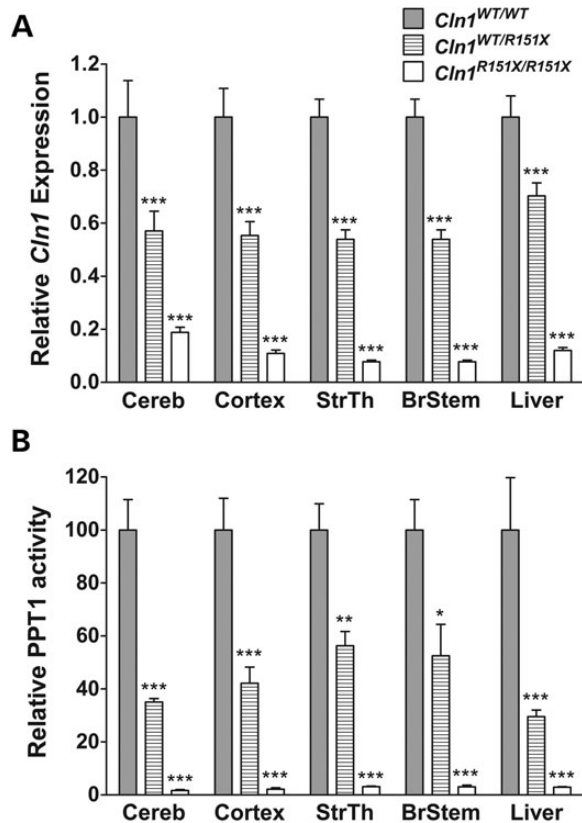 A
Cln1WT/WT
Cln1WT/R151X
Cln1R151X/R151X
Relative Cln1 Expression
1.2
1.0
0.8
0.6
0.4
0.2
0.0
*** *** *** *** ***
*** *** *** *** ***
Cereb Cortex StrTh BrStem Liver
B
Relative PPT1 activity
120
100
80
60
40
20
0
*** *** ** * ***
*** *** *** *** ***
Cereb Cortex StrTh BrStem Liver